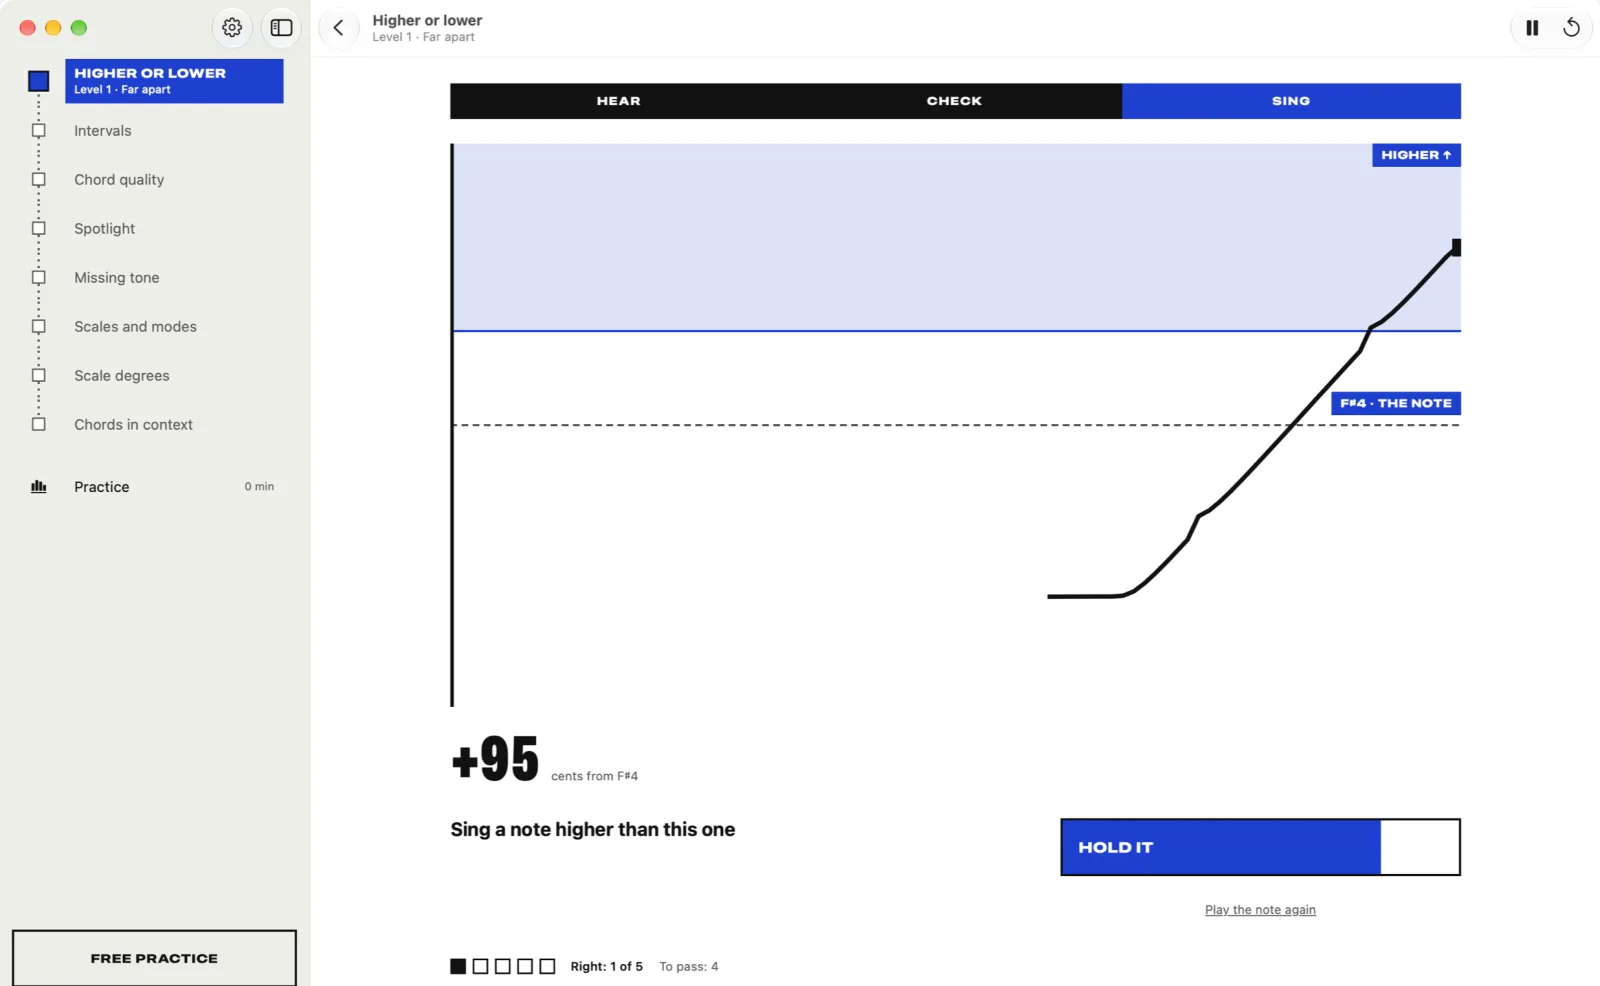 Higher or lower
Level 1 · Far apart
HIGHER OR LOWER
Level 1 · Far apart
Intervals
Chord quality
Spotlight
Missing tone
Scales and modes
Scale degrees
Chords in context
Practice
0 min
FREE PRACTICE
HEAR
CHECK
SING
HIGHER ↑
F#4 · THE NOTE
+95
cents from F#4
Sing a note higher than this one
HOLD IT
Play the note again
Right: 1 of 5
To pass: 4